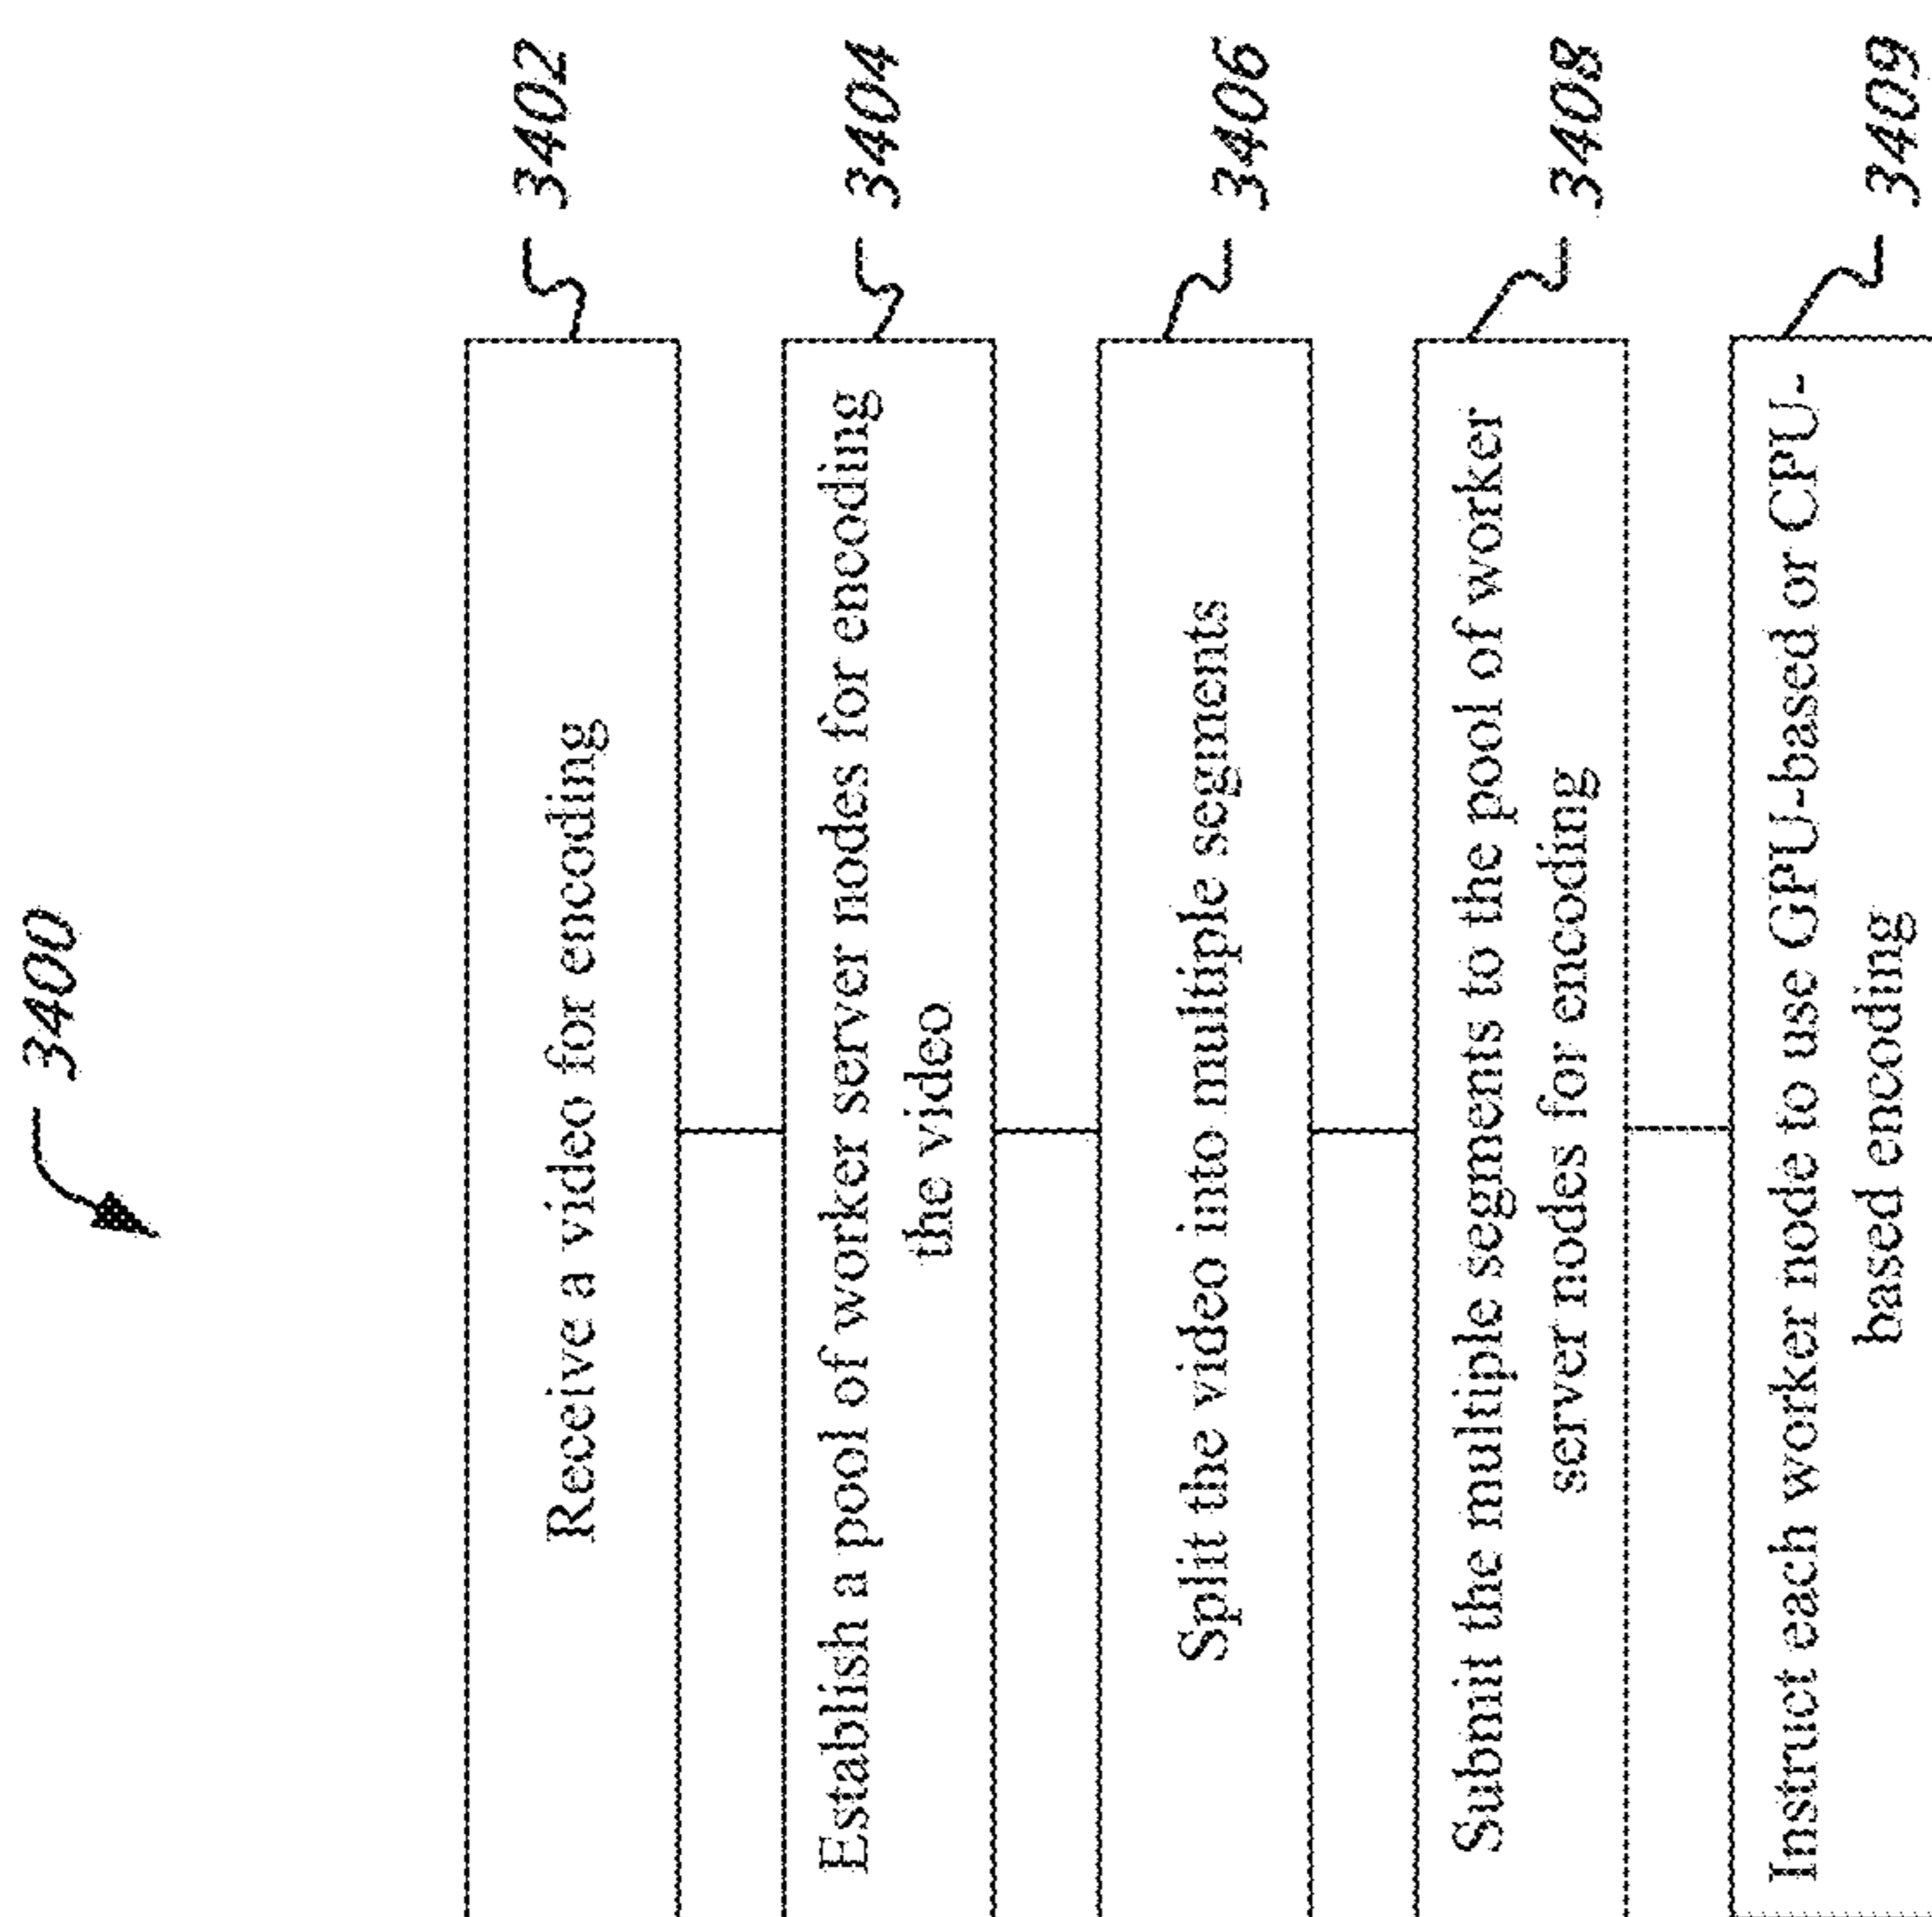 3400
Receive a video for encoding
3402
Establish a pool of worker server nodes for encoding
the video
3404
Split the video into multiple segments
3406
Submit the multiple segments to the pool of worker
server nodes for encoding
3408
Instruct each worker node to use GPU-based or CPU-
based encoding
3409